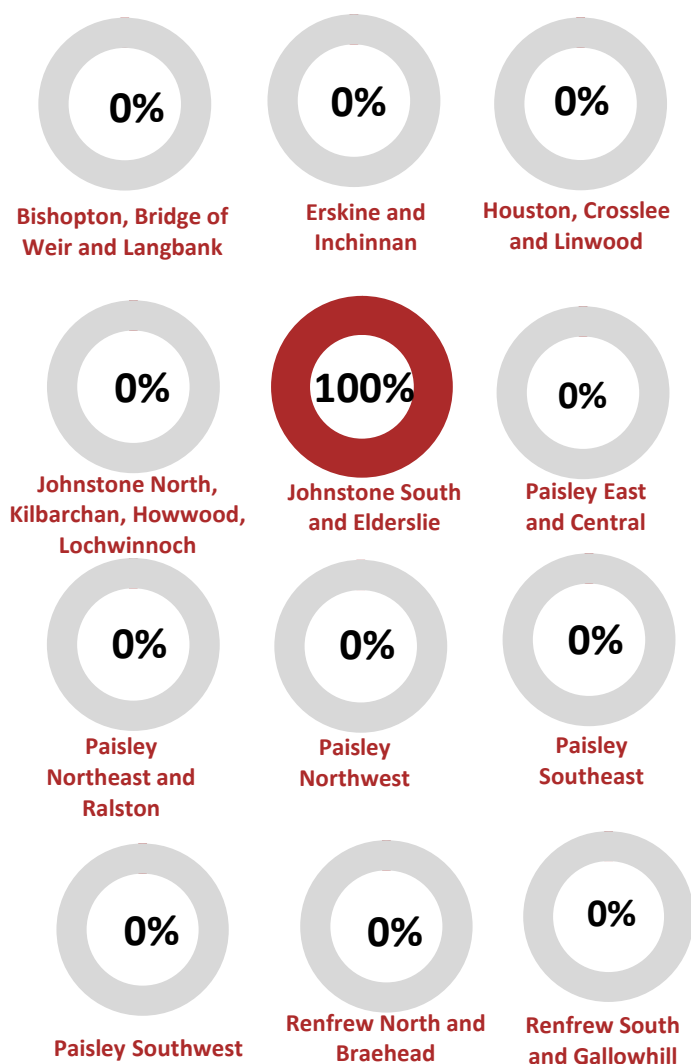 0%
Bishopton, Bridge of
Weir and Langbank
0%
Erskine and
Inchinnan
0%
Houston, Crosslee
and Linwood
0%
Johnstone North,
Kilbarchan, Howwood,
Lochwinnoch
100%
Johnstone South
and Elderslie
0%
Paisley East
and Central
0%
Paisley
Northeast and
Ralston
0%
Paisley
Northwest
0%
Paisley
Southeast
0%
Paisley Southwest
0%
Renfrew North and
Braehead
0%
Renfrew South
and Gallowhill